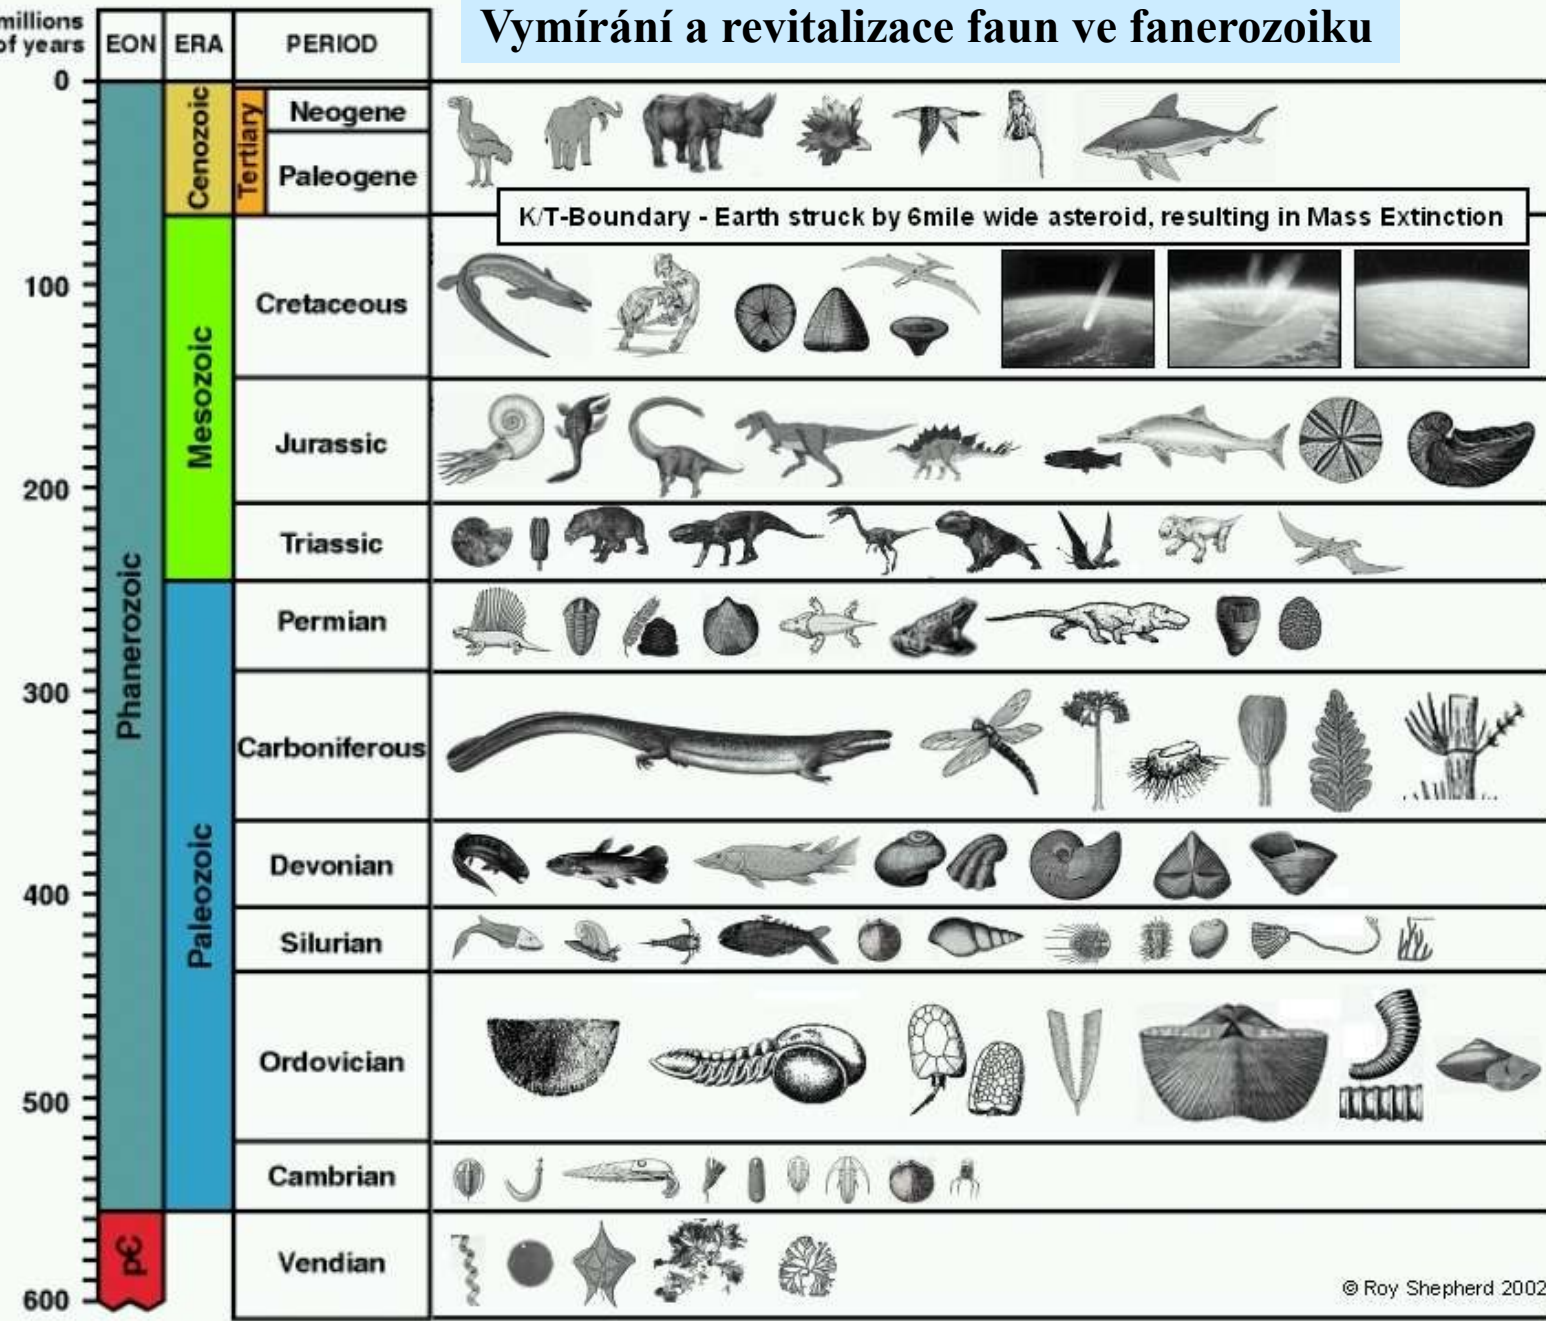 Vymírání a revitalizace faun ve fanerozoiku
millions
of years
EON
ERA
PERIOD
0
100
200
300
400
500
600
Phanerozoic
p€
Cenozoic
Mesozoic
Paleozoic
Tertiary
Neogene
Paleogene
K/T-Boundary - Earth struck by 6mile wide asteroid, resulting in Mass Extinction
Cretaceous
Jurassic
Triassic
Permian
Carboniferous
Devonian
Silurian
Ordovician
Cambrian
Vendian
© Roy Shepherd 2002